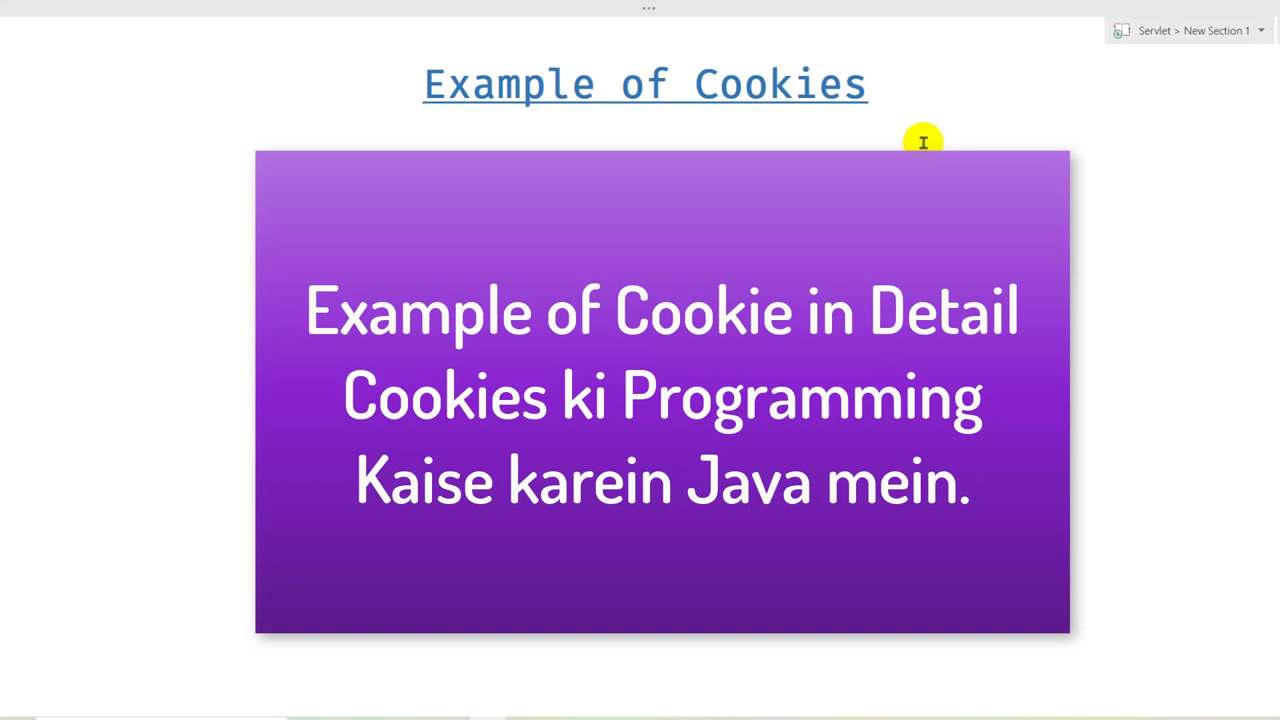 Servlet > New Section 1
Example of Cookies
Example of Cookie in Detail
Cookies ki Programming
Kaise karein Java mein.